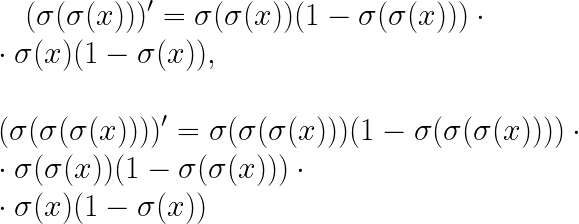 (σ(σ(x)))′ = σ(σ(x))(1 − σ(σ(x))) ·
· σ(x)(1 − σ(x)),
(σ(σ(σ(x))))′ = σ(σ(σ(x)))(1 − σ(σ(σ(x)))) ·
· σ(σ(x))(1 − σ(σ(x))) ·
· σ(x)(1 − σ(x))